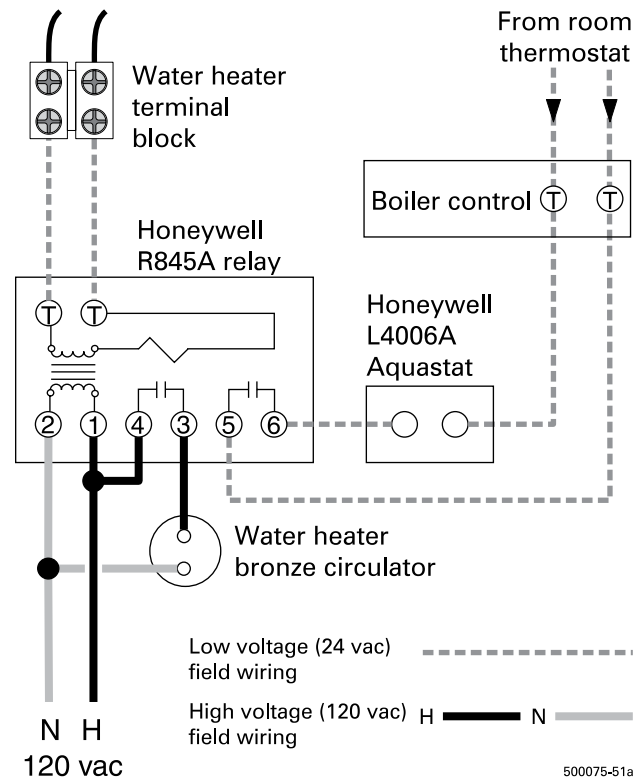 From room
thermostat
Water heater
terminal
block
Boiler control T T
Honeywell
R845A relay
T T
Honeywell
L4006A
Aquastat
2 1 4 3 5 6
Water heater
bronze circulator
Low voltage (24 vac)
field wiring
High voltage (120 vac) H N
field wiring
N H
120 vac
500075-51a